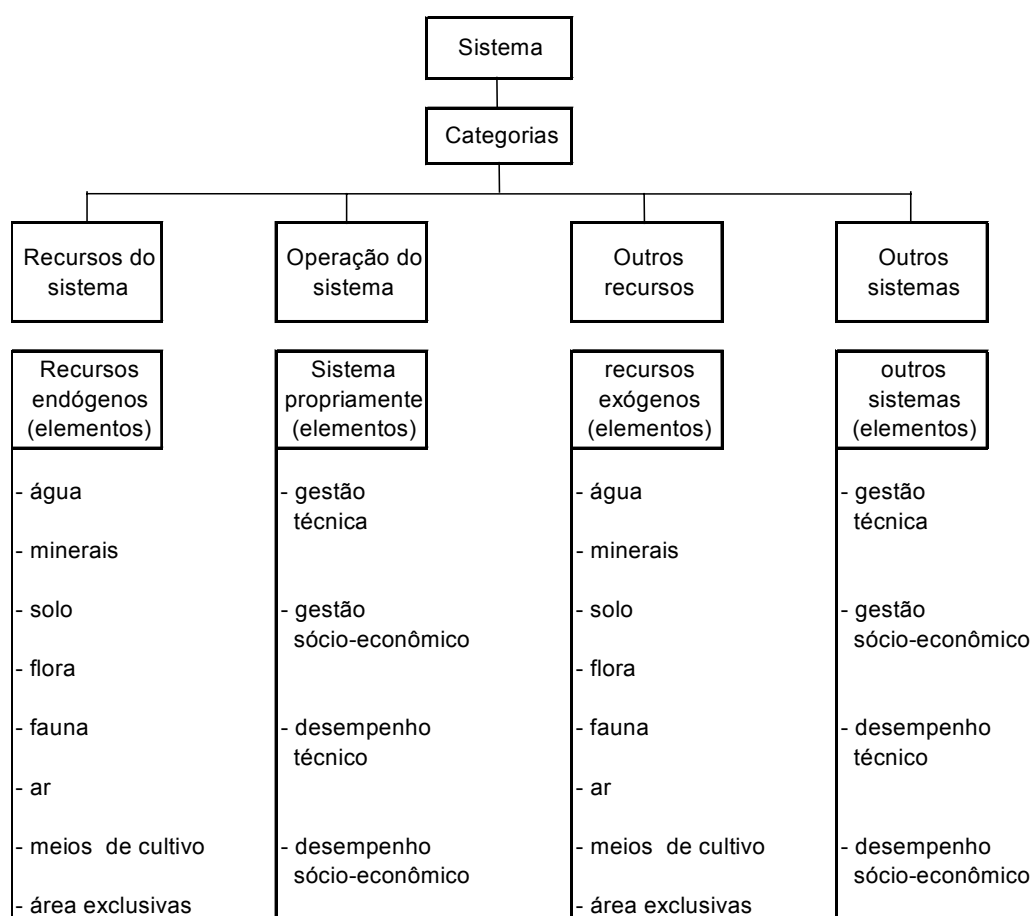 Sistema
Categorias
Recursos do
sistema
Operação do
sistema
Outros
recursos
Outros
sistemas
Recursos
endógenos
(elementos)
Sistema
propriamente
(elementos)
recursos
exógenos
(elementos)
outros
sistemas
(elementos)
- água
- minerais
- solo
- flora
- fauna
- ar
- meios de cultivo
- área exclusivas
- gestão
técnica
- gestão
sócio-econômico
- desempenho
técnico
- desempenho
sócio-econômico
- água
- minerais
- solo
- flora
- fauna
- ar
- meios de cultivo
- área exclusivas
- gestão
técnica
- gestão
sócio-econômico
- desempenho
técnico
- desempenho
sócio-econômico